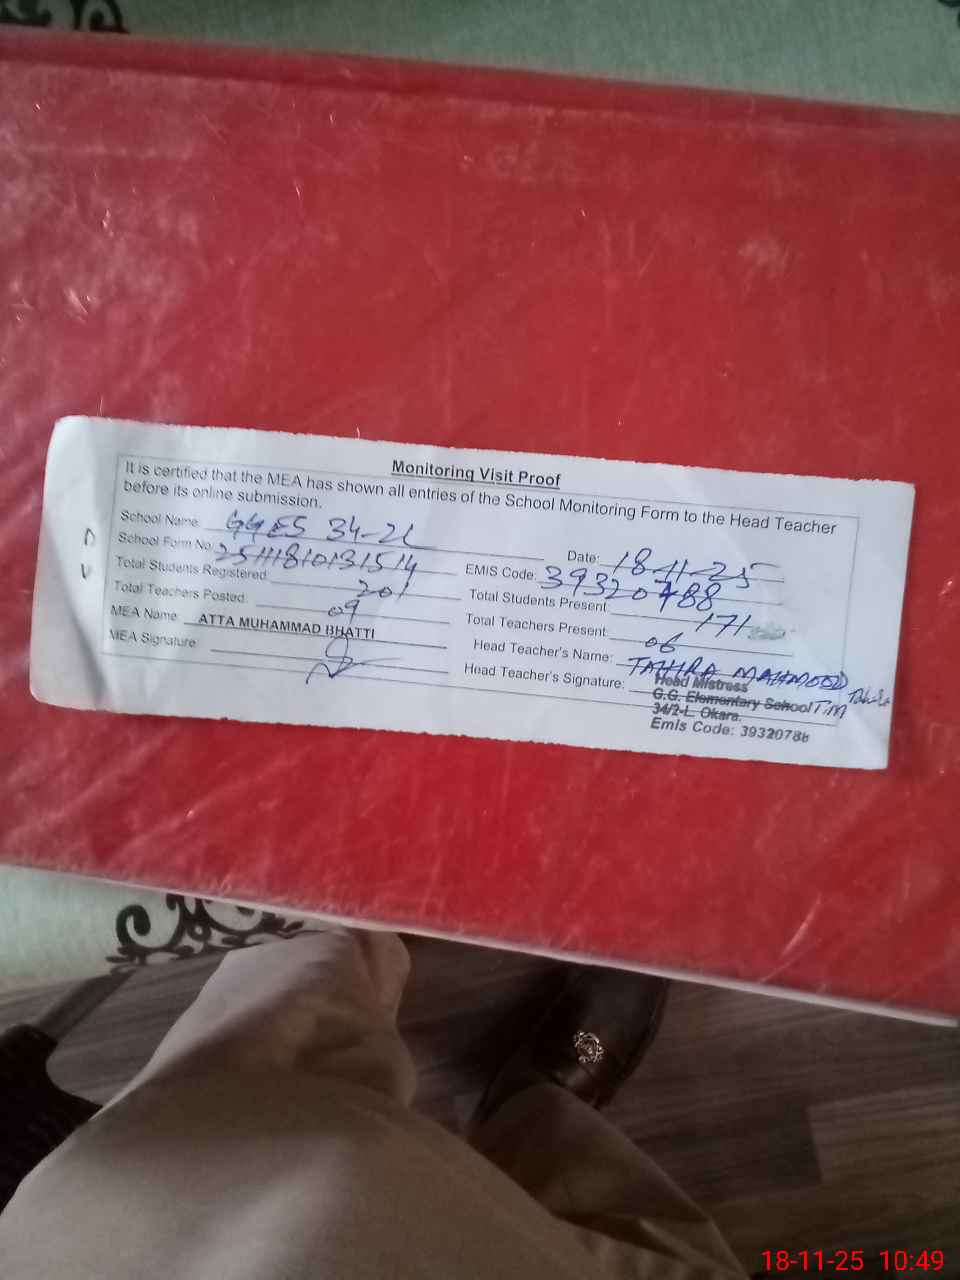 Monitoring Visit Proof
It is certified that the MEA has shown all entries of the School Monitoring Form to the Head Teacher
before its online submission.
School Name: GGES 34-2L Date: 18-11-25
School Form No. 25111810131514 EMIS Code: 39320788
Total Students Registered: 201 Total Students Present: 171
Total Teachers Posted: 09 Total Teachers Present: 06
MEA Name: ATTA MUHAMMAD BHATTI Head Teacher's Name: TAHIRA MAHMOOD
MEA Signature: Head Teacher's Signature: T.M
Head Mistress
G.G. Elementary School
34/2-L Okara.
Emis Code: 39320788
18-11-25 10:49